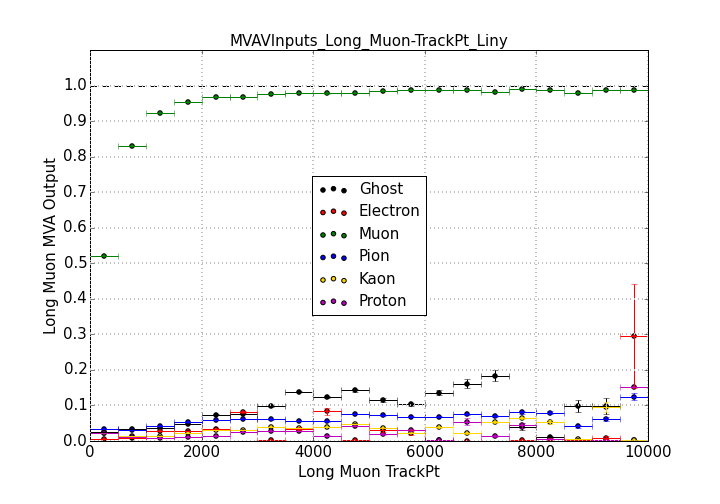 MVAVInputs_Long_Muon-TrackPt_Liny
Long Muon MVA Output
1.0
0.9
0.8
0.7
0.6
0.5
0.4
0.3
0.2
0.1
0.0
Ghost
Electron
Muon
Pion
Kaon
Proton
0 2000 4000 6000 8000 10000
Long Muon TrackPt